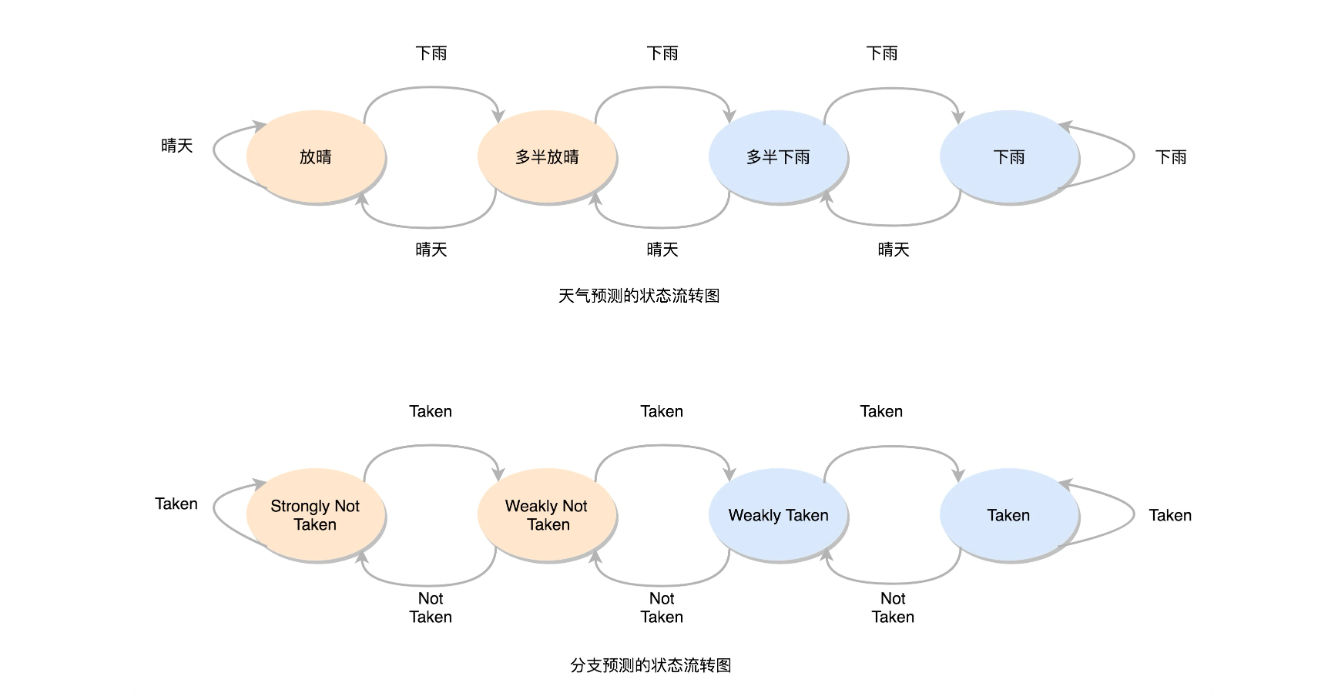 下雨
下雨
下雨
晴天
放晴
多半放晴
多半下雨
下雨
下雨
晴天
晴天
晴天
天气预测的状态流转图
Taken
Taken
Taken
Taken
Strongly Not
Taken
Weakly Not
Taken
Weakly Taken
Taken
Taken
Not
Taken
Not
Taken
Not
Taken
分支预测的状态流转图